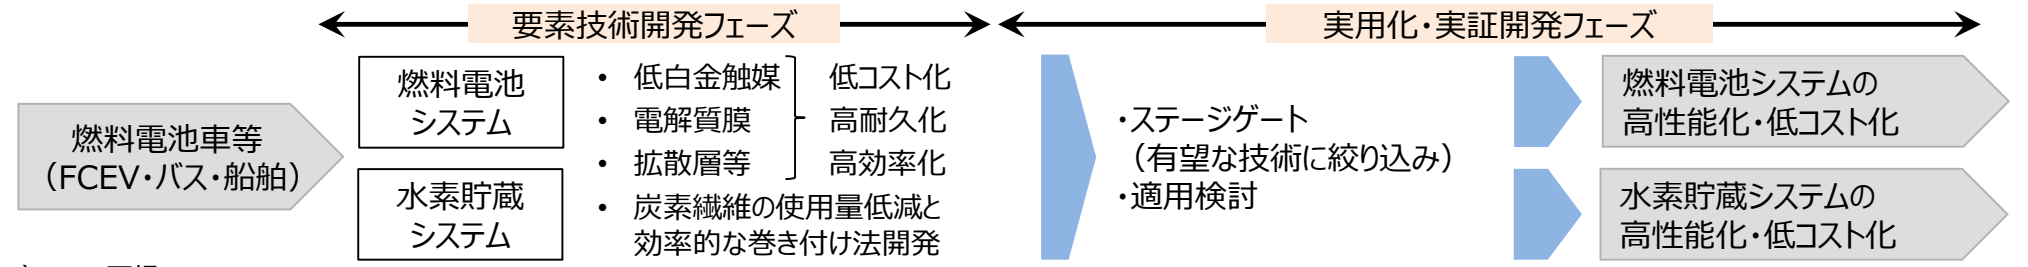 要素技術開発フェーズ
実用化・実証開発フェーズ
燃料電池車等
（FCEV・バス・船舶）
燃料電池
システム
水素貯蔵
システム
• 低白金触媒
• 電解質膜
• 拡散層等
低コスト化
高耐久化
高効率化
• 炭素繊維の使用量低減と
効率的な巻き付け法開発
・ステージゲート
（有望な技術に絞り込み）
・適用検討
燃料電池システムの
高性能化・低コスト化
水素貯蔵システムの
高性能化・低コスト化